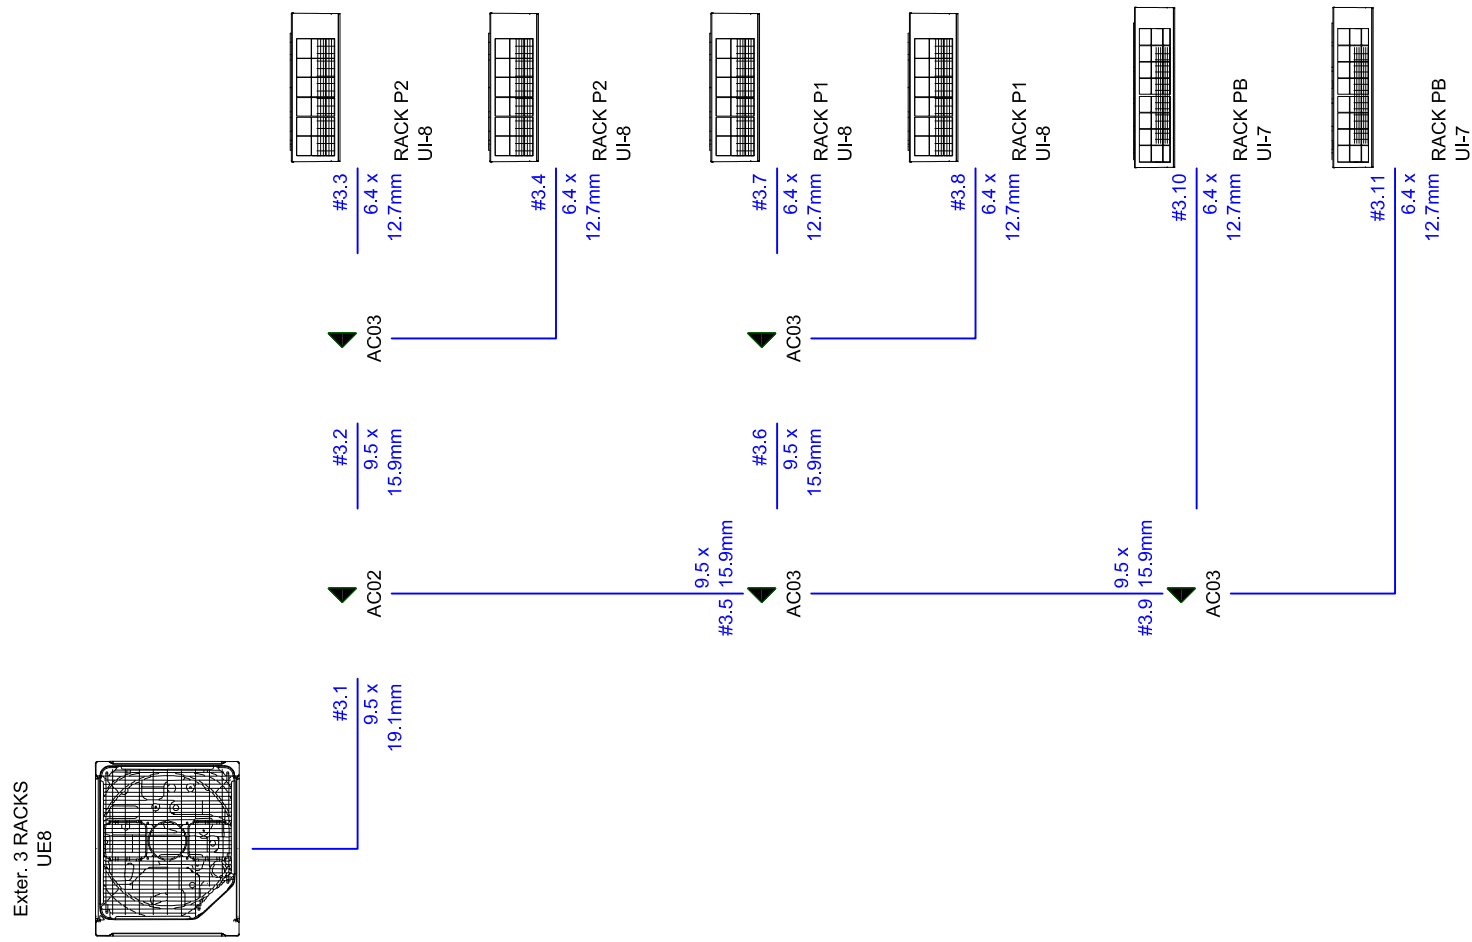 Exter. 3 RACKS
UE8
#3.1
9.5 x
19.1mm
AC02
#3.2
9.5 x
15.9mm
AC03
#3.3
6.4 x
12.7mm
RACK P2
UI-8
#3.4
6.4 x
12.7mm
RACK P2
UI-8
#3.5
9.5 x
15.9mm
AC03
#3.6
9.5 x
15.9mm
AC03
#3.7
6.4 x
12.7mm
RACK P1
UI-8
#3.8
6.4 x
12.7mm
RACK P1
UI-8
#3.9
9.5 x
15.9mm
AC03
#3.10
6.4 x
12.7mm
RACK PB
UI-7
#3.11
6.4 x
12.7mm
RACK PB
UI-7